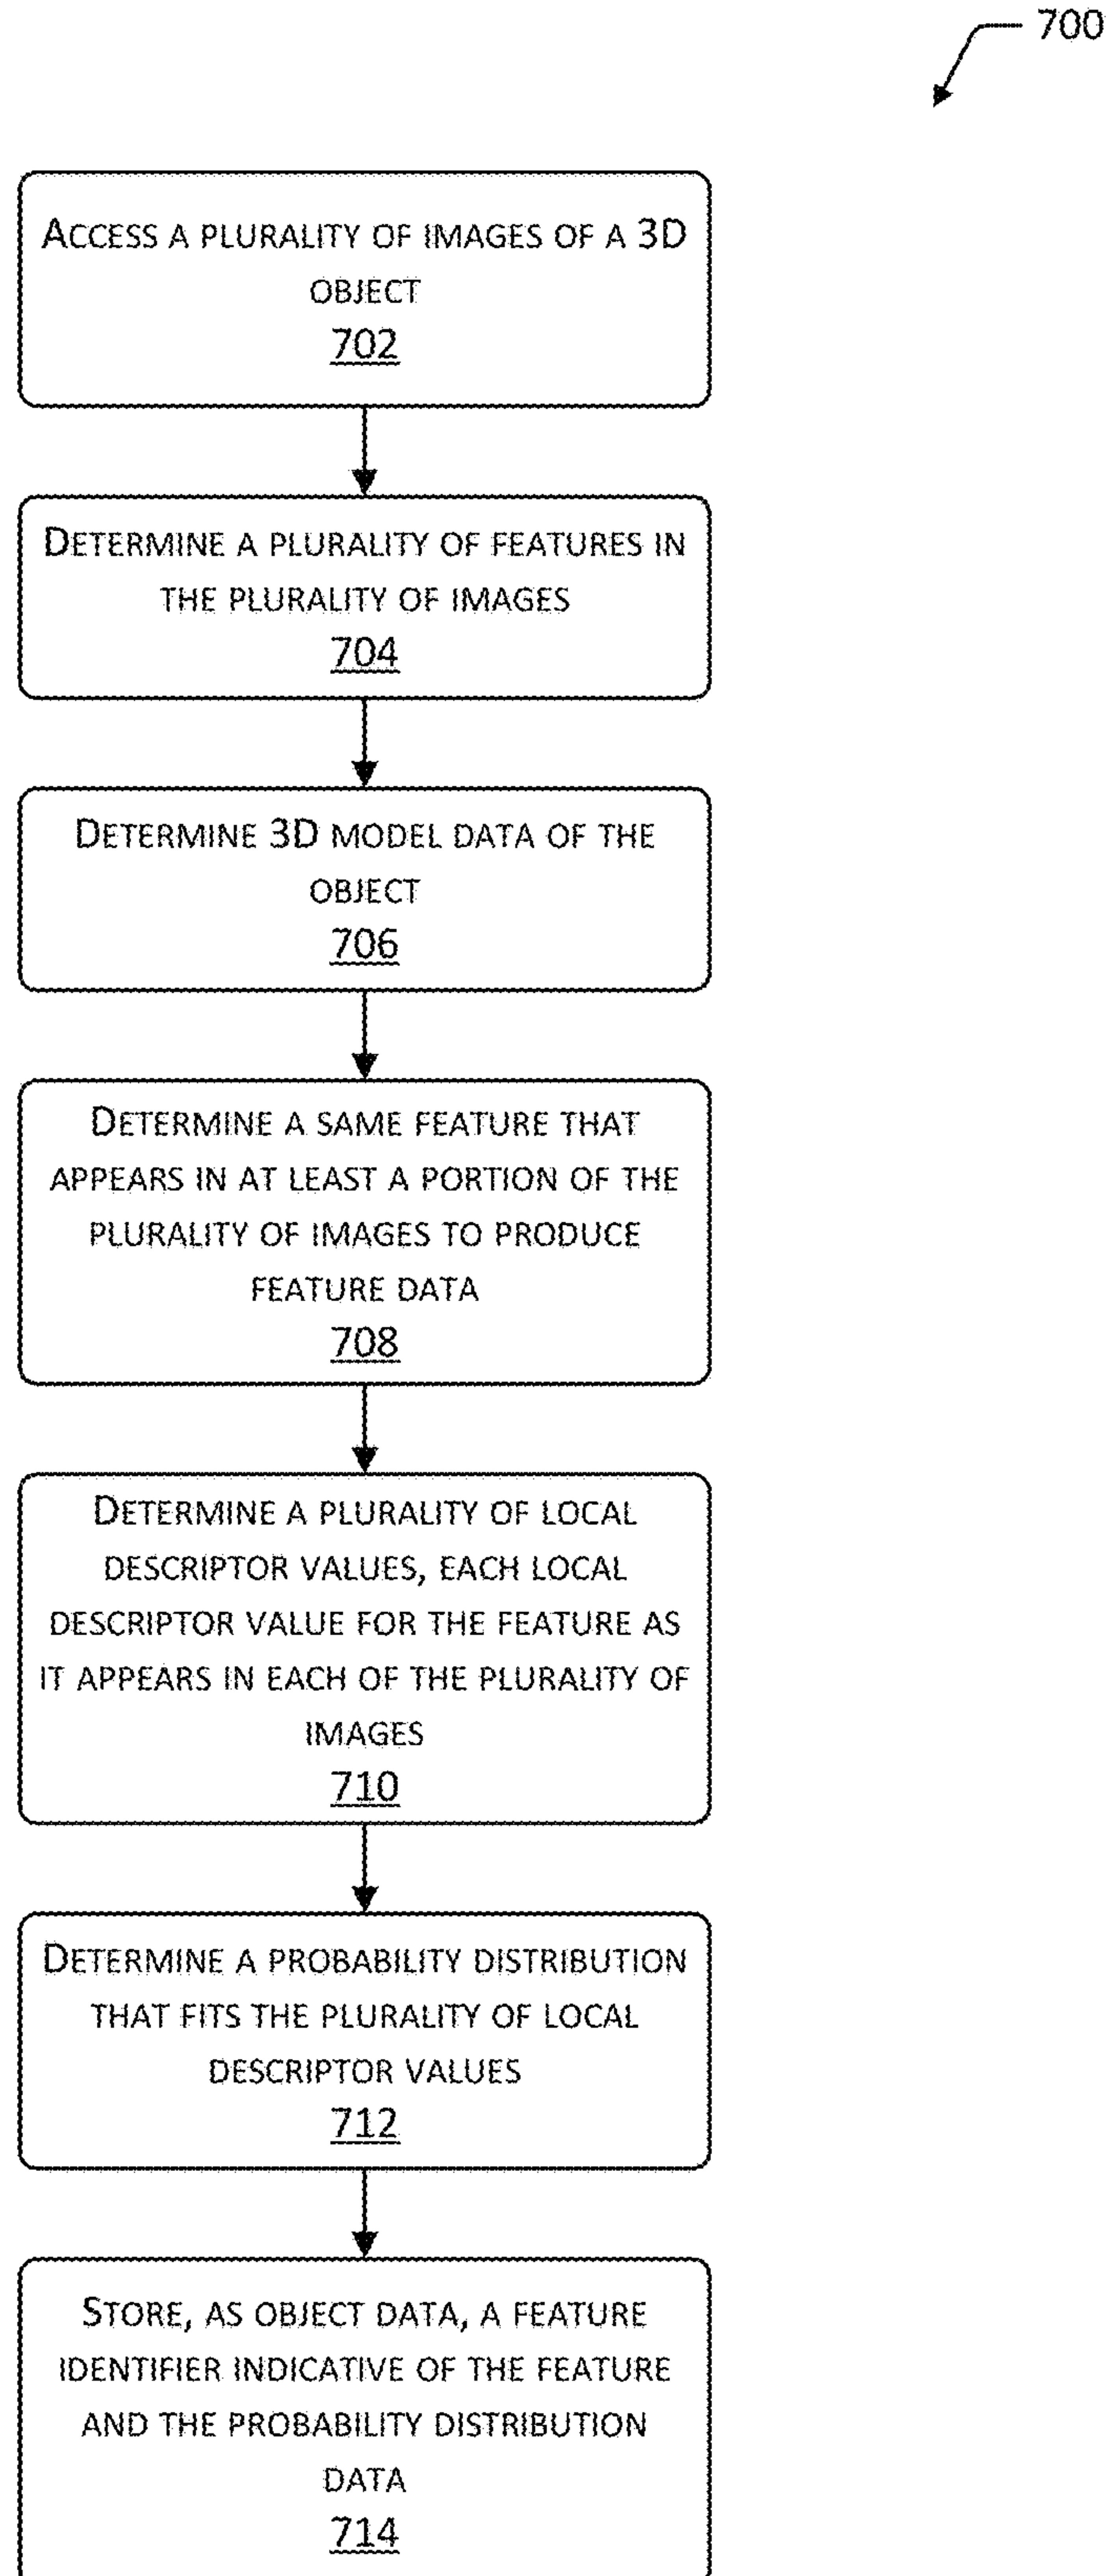 700
ACCESS A PLURALITY OF IMAGES OF A 3D
OBJECT
702
DETERMINE A PLURALITY OF FEATURES IN
THE PLURALITY OF IMAGES
704
DETERMINE 3D MODEL DATA OF THE
OBJECT
706
DETERMINE A SAME FEATURE THAT
APPEARS IN AT LEAST A PORTION OF THE
PLURALITY OF IMAGES TO PRODUCE
FEATURE DATA
708
DETERMINE A PLURALITY OF LOCAL
DESCRIPTOR VALUES, EACH LOCAL
DESCRIPTOR VALUE FOR THE FEATURE AS
IT APPEARS IN EACH OF THE PLURALITY OF
IMAGES
710
DETERMINE A PROBABILITY DISTRIBUTION
THAT FITS THE PLURALITY OF LOCAL
DESCRIPTOR VALUES
712
STORE, AS OBJECT DATA, A FEATURE
IDENTIFIER INDICATIVE OF THE FEATURE
AND THE PROBABILITY DISTRIBUTION
DATA
714